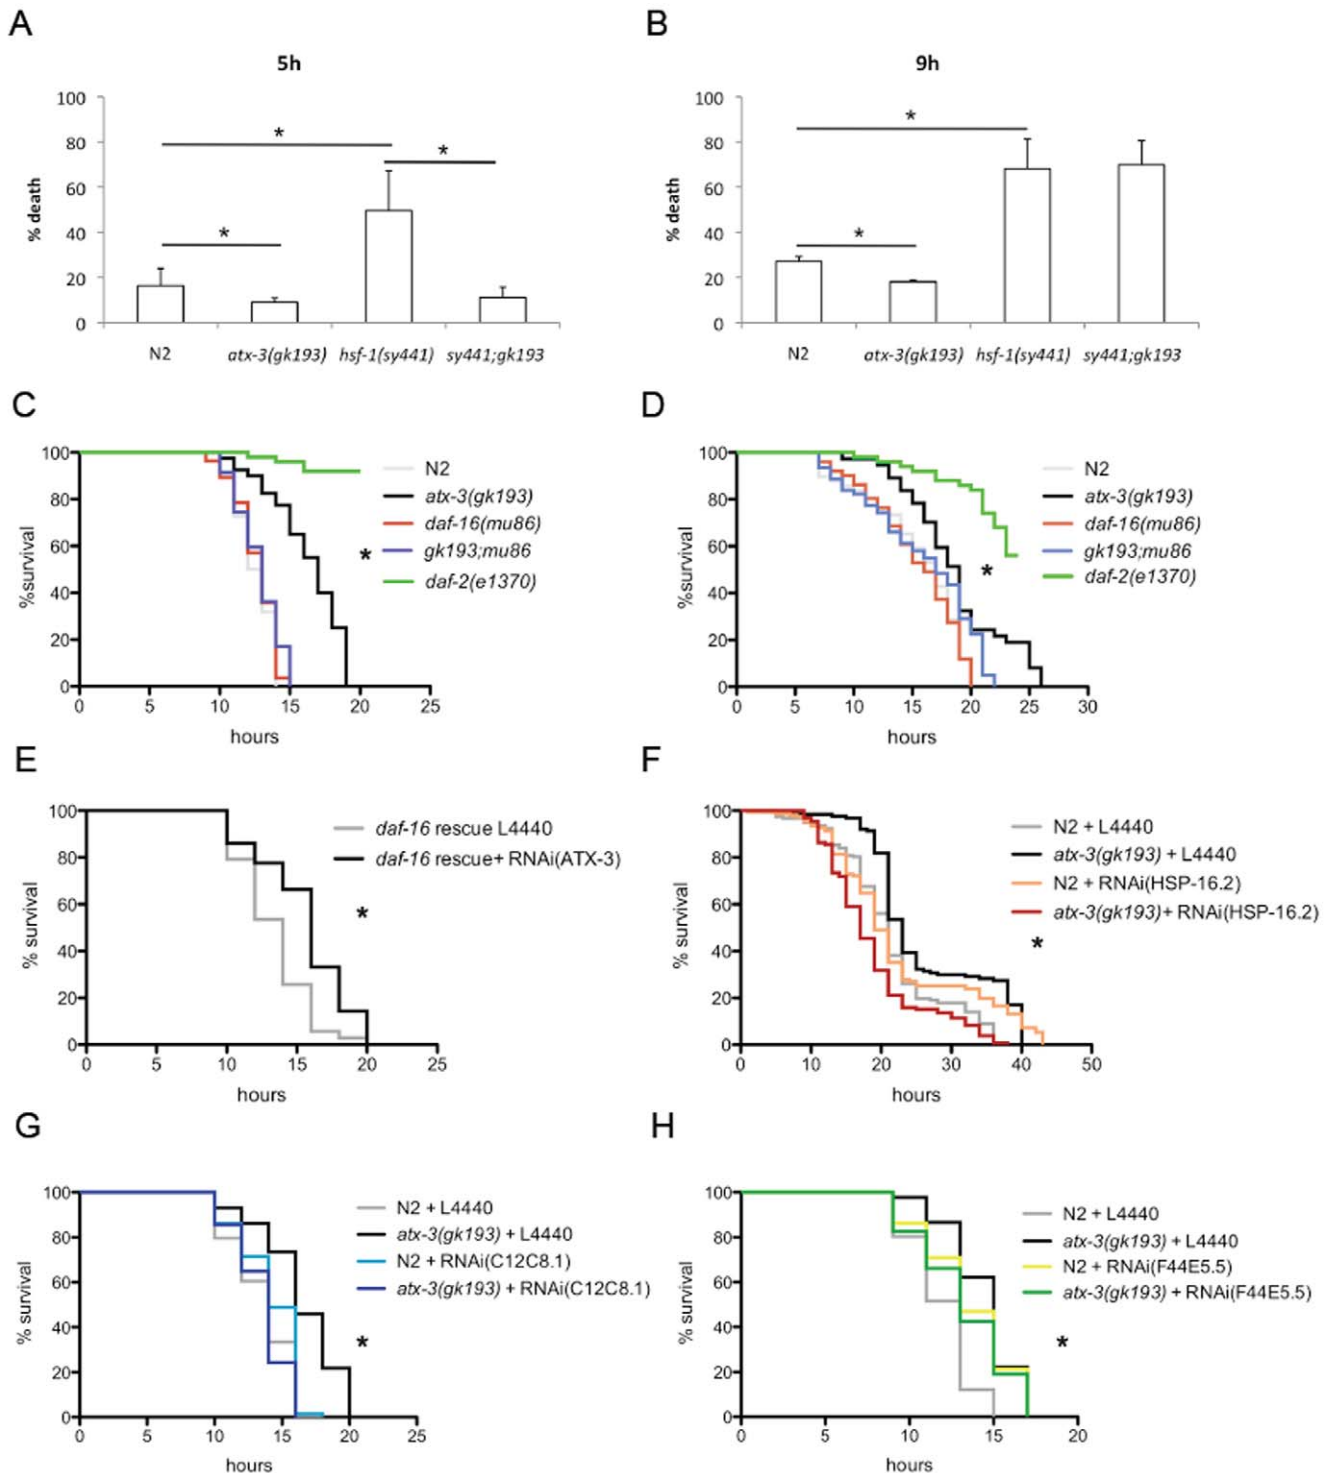 A
B
5h
9h
% death
100
80
60
40
20
0
*
*
*
N2
atx-3(gk193)
hsf-1(sy441)
sy441;gk193
% death
100
80
60
40
20
0
*
*
N2
atx-3(gk193)
hsf-1(sy441)
sy441;gk193
C
%survival
100
80
60
40
20
0
0 5 10 15 20 25
hours
N2
atx-3(gk193)
daf-16(mu86)
* gk193;mu86
daf-2(e1370)
D
%survival
100
80
60
40
20
0
0 5 10 15 20 25 30
hours
N2
atx-3(gk193)
daf-16(mu86)
gk193;mu86
* daf-2(e1370)
E
% survival
100
80
60
40
20
0
0 5 10 15 20 25
hours
daf-16 rescue L4440
daf-16 rescue+ RNAi(ATX-3)
*
F
% survival
100
80
60
40
20
0
0 10 20 30 40 50
hours
N2 + L4440
atx-3(gk193) + L4440
N2 + RNAi(HSP-16.2)
atx-3(gk193)+ RNAi(HSP-16.2)
*
G
% survival
100
80
60
40
20
0
0 5 10 15 20 25
hours
N2 + L4440
atx-3(gk193) + L4440
N2 + RNAi(C12C8.1)
atx-3(gk193) + RNAi(C12C8.1)
*
H
% survival
100
80
60
40
20
0
0 5 10 15 20
hours
N2 + L4440
atx-3(gk193) + L4440
N2 + RNAi(F44E5.5)
atx-3(gk193) + RNAi(F44E5.5)
*